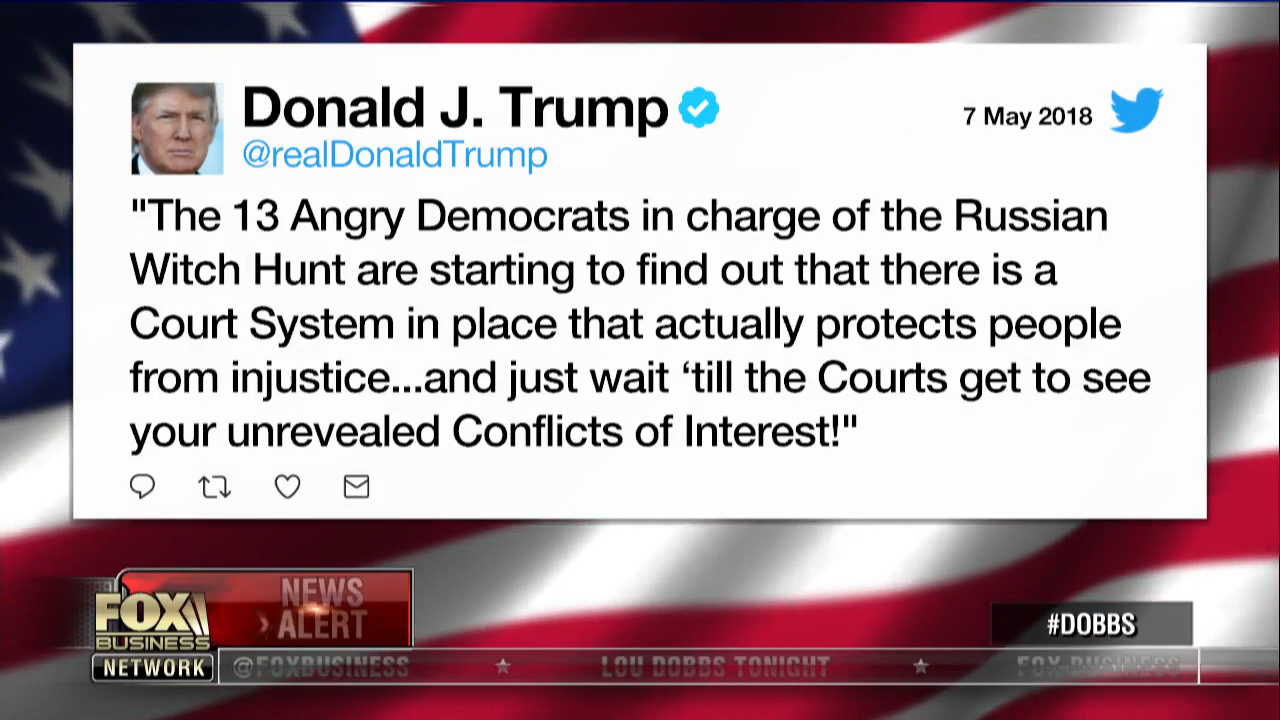 Donald J. Trump
7 May 2018
@realDonaldTrump
"The 13 Angry Democrats in charge of the Russian
Witch Hunt are starting to find out that there is a
Court System in place that actually protects people
from injustice...and just wait ‘till the Courts get to see
your unrevealed Conflicts of Interest!"
NEWS
ALERT
FOX
BUSINESS
NETWORK
#DOBBS
@FOXBUSINESS
LOU DOBBS TONIGHT
FOX BUSINESS